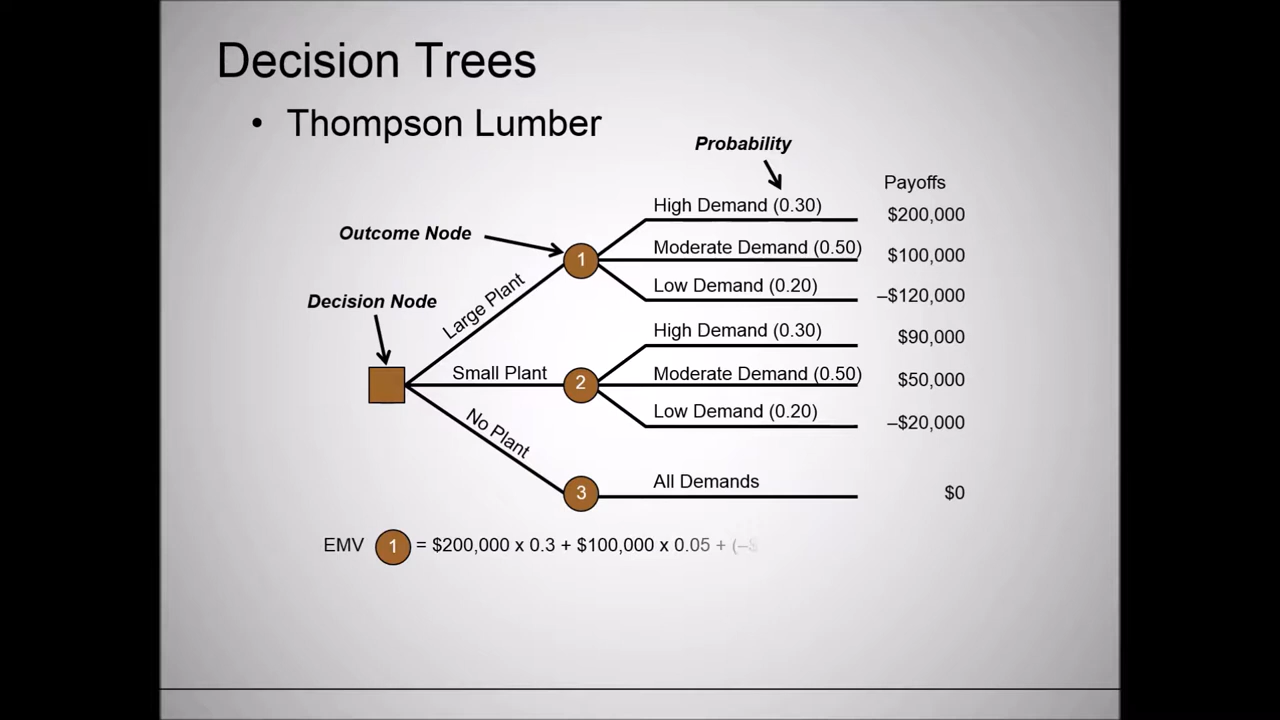 Decision Trees
• Thompson Lumber
Probability
Payoffs
High Demand (0.30) $200,000
Outcome Node
Moderate Demand (0.50) $100,000
1
Low Demand (0.20) –$120,000
Decision Node
Large Plant
High Demand (0.30) $90,000
Small Plant
2
Moderate Demand (0.50) $50,000
Low Demand (0.20) –$20,000
No Plant
3
All Demands $0
EMV 1 = $200,000 x 0.3 + $100,000 x 0.05 + (–$